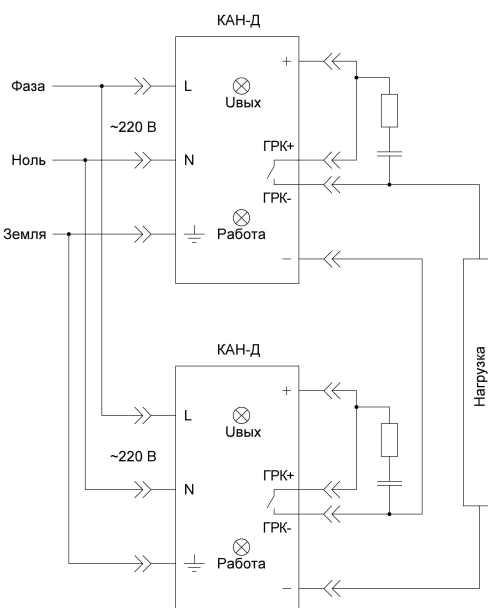 КАН-Д
Фаза
L
+
Uвых
~220 В
Ноль
N
ГРК+
ГРК-
Земля
Работа
−
Нагрузка
КАН-Д
L
+
Uвых
~220 В
N
ГРК+
ГРК-
Работа
−